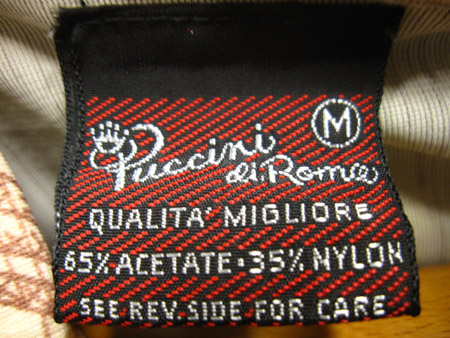 M
Puccini
di Roma
QUALITA' MIGLIORE
65% ACETATE·35% NYLON
SEE REV. SIDE FOR CARE